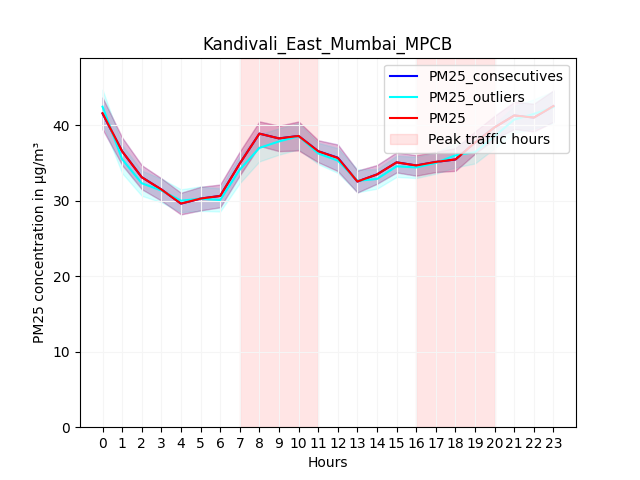 Kandivali_East_Mumbai_MPCB
PM25_consecutives
PM25_outliers
PM25
Peak traffic hours
PM25 concentration in µg/m³
40
30
20
10
0
0 1 2 3 4 5 6 7 8 9 10 11 12 13 14 15 16 17 18 19 20 21 22 23
Hours